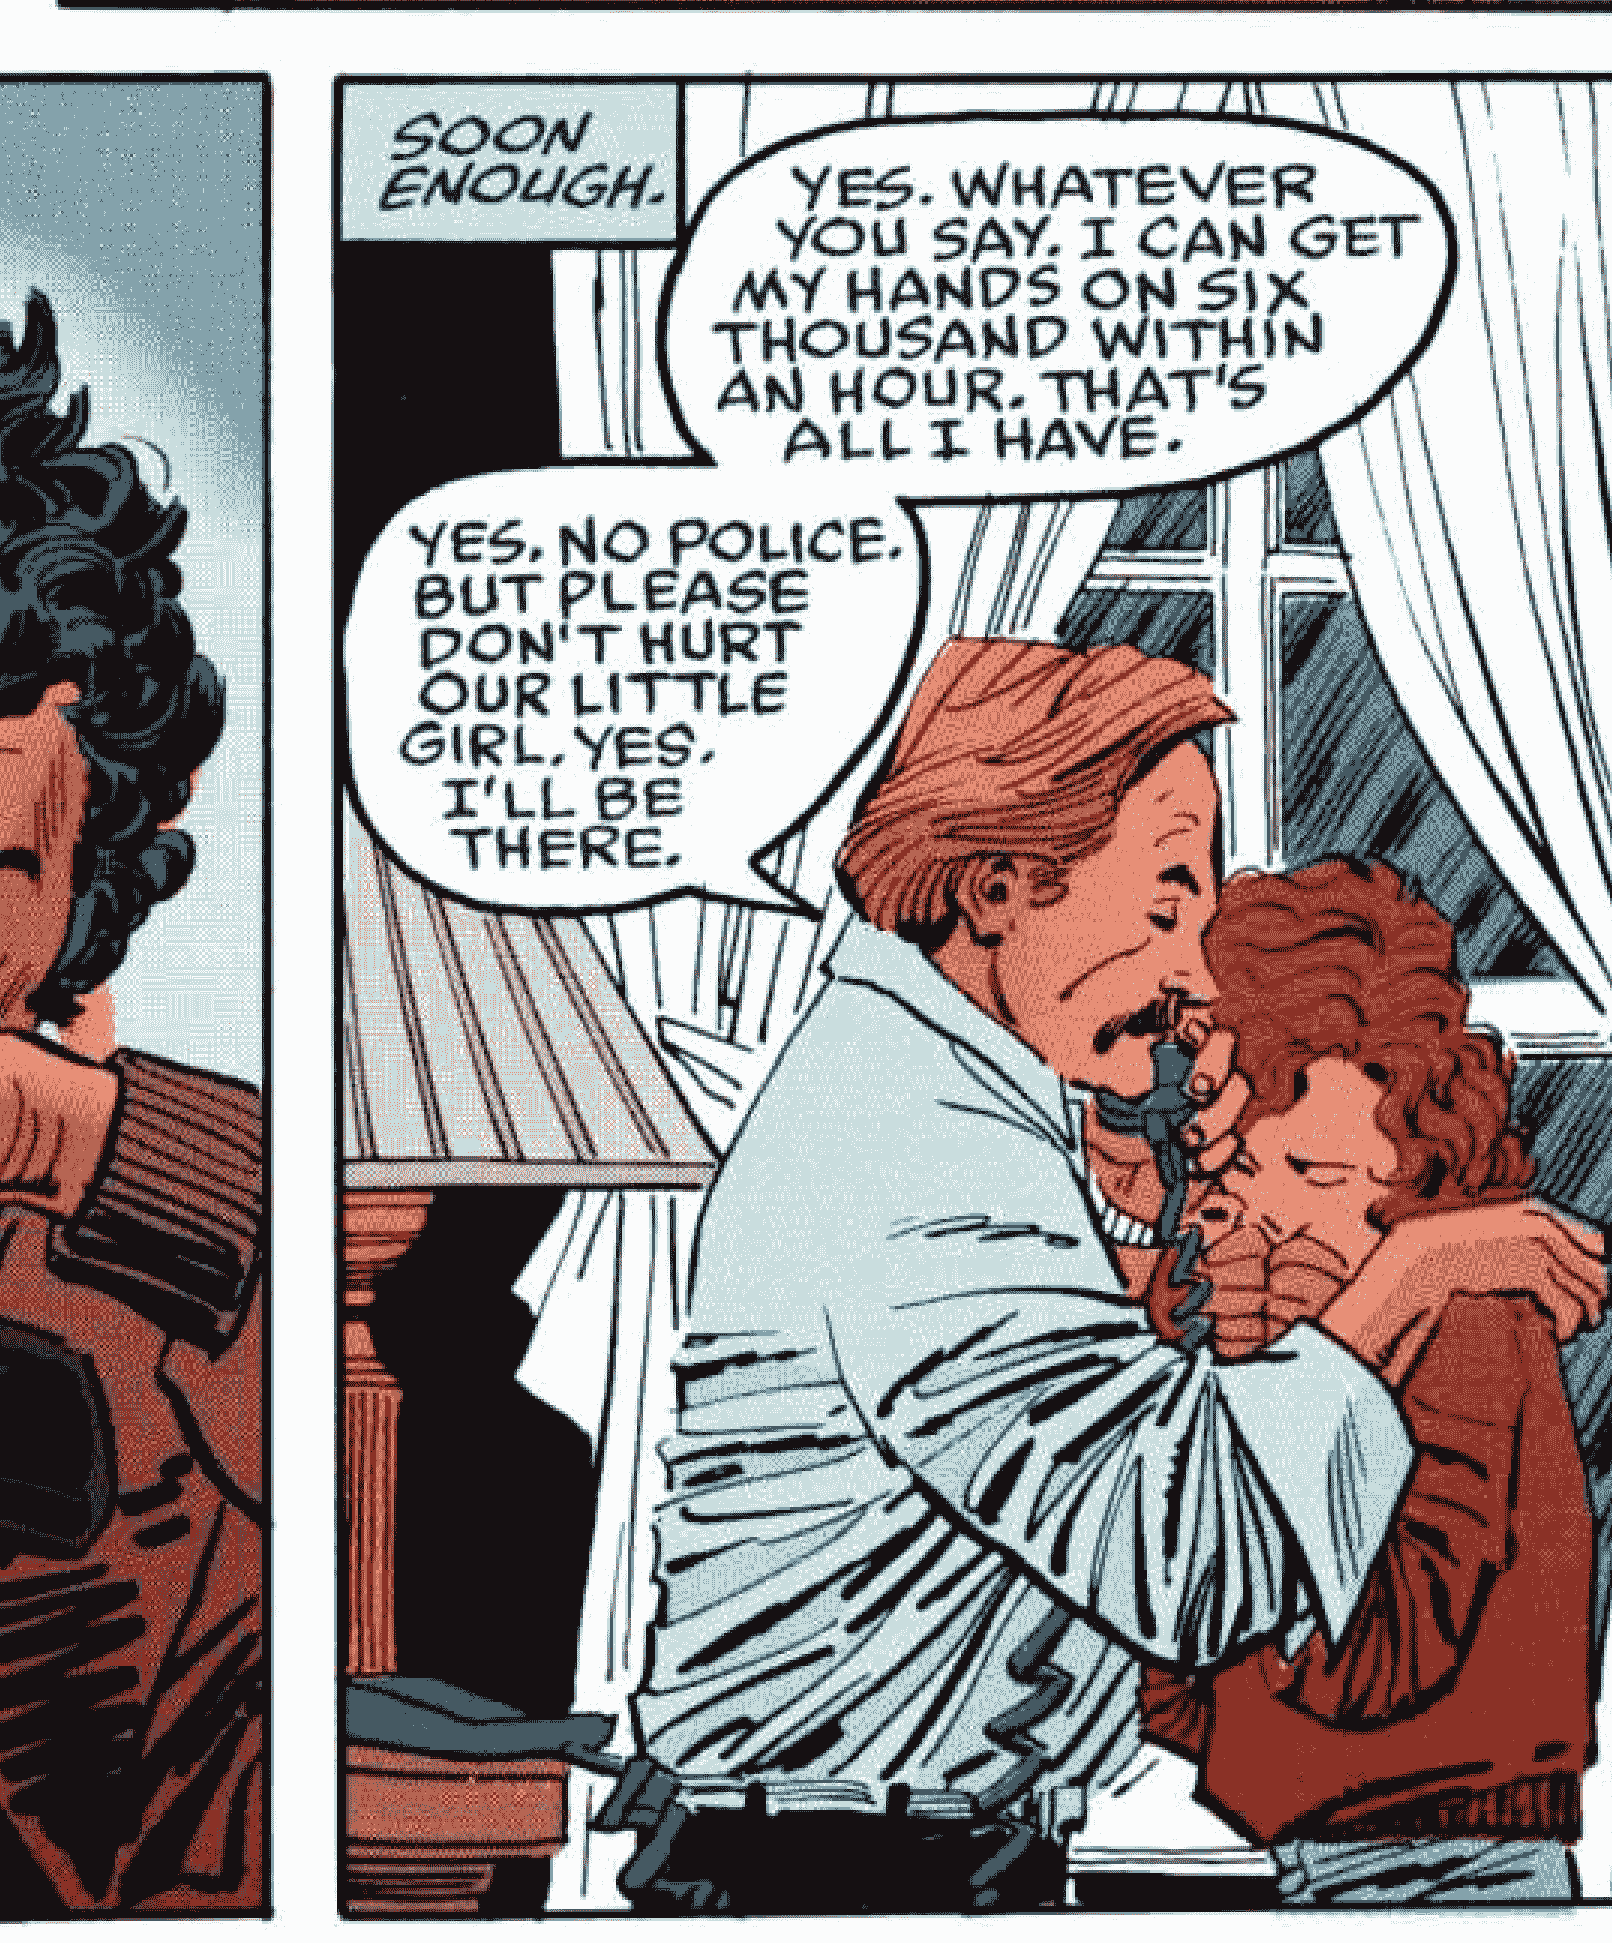 SOON
ENOUGH.
YES. WHATEVER
YOU SAY. I CAN GET
MY HANDS ON SIX
THOUSAND WITHIN
AN HOUR. THAT'S
ALL I HAVE.
YES. NO POLICE.
BUT PLEASE
DON'T HURT
OUR LITTLE
GIRL. YES.
I'LL BE
THERE.